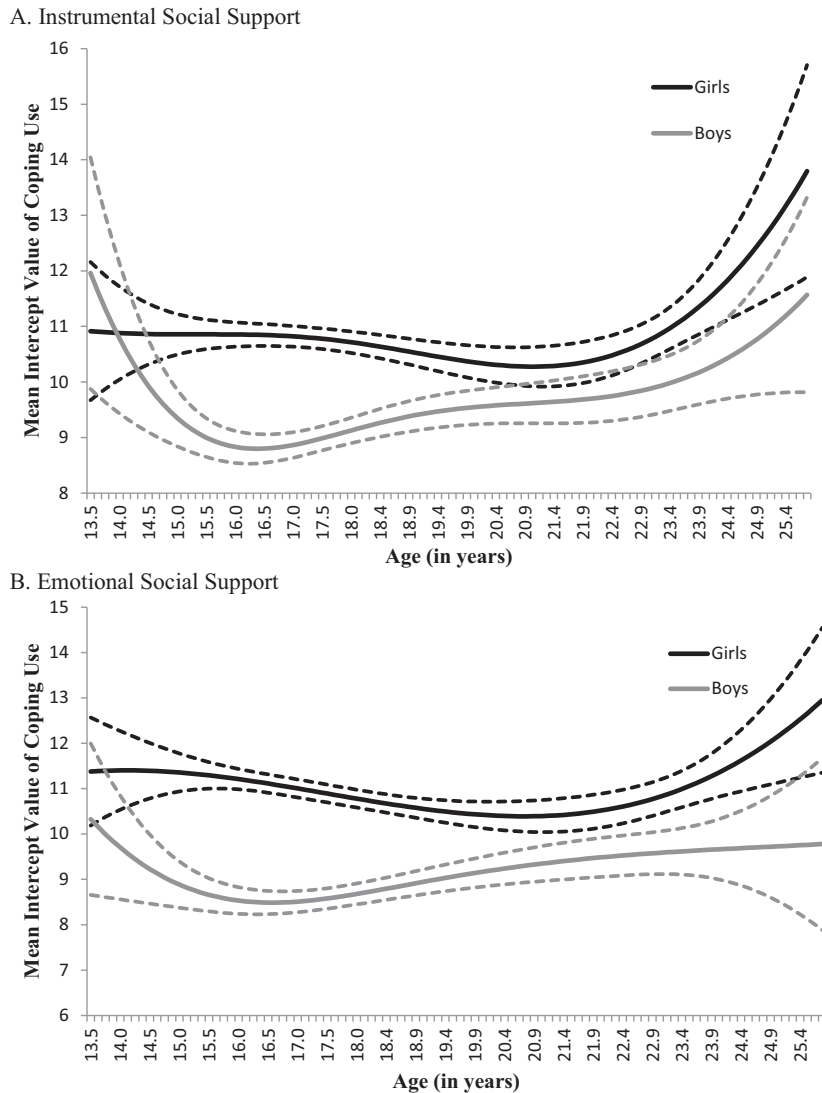 A. Instrumental Social Support
16
15
14
13
12
11
10
9
8
Mean Intercept Value of Coping Use
Girls
Boys
13.5 14.0 14.5 15.0 15.5 16.0 16.5 17.0 17.5 18.0 18.4 18.9 19.4 19.9 20.4 20.9 21.4 21.9 22.4 22.9 23.4 23.9 24.4 24.9 25.4
Age (in years)
B. Emotional Social Support
15
14
13
12
11
10
9
8
7
6
Mean Intercept Value of Coping Use
Girls
Boys
13.5 14.0 14.5 15.0 15.5 16.0 16.5 17.0 17.5 18.0 18.4 18.9 19.4 19.9 20.4 20.9 21.4 21.9 22.4 22.9 23.4 23.9 24.4 24.9 25.4
Age (in years)